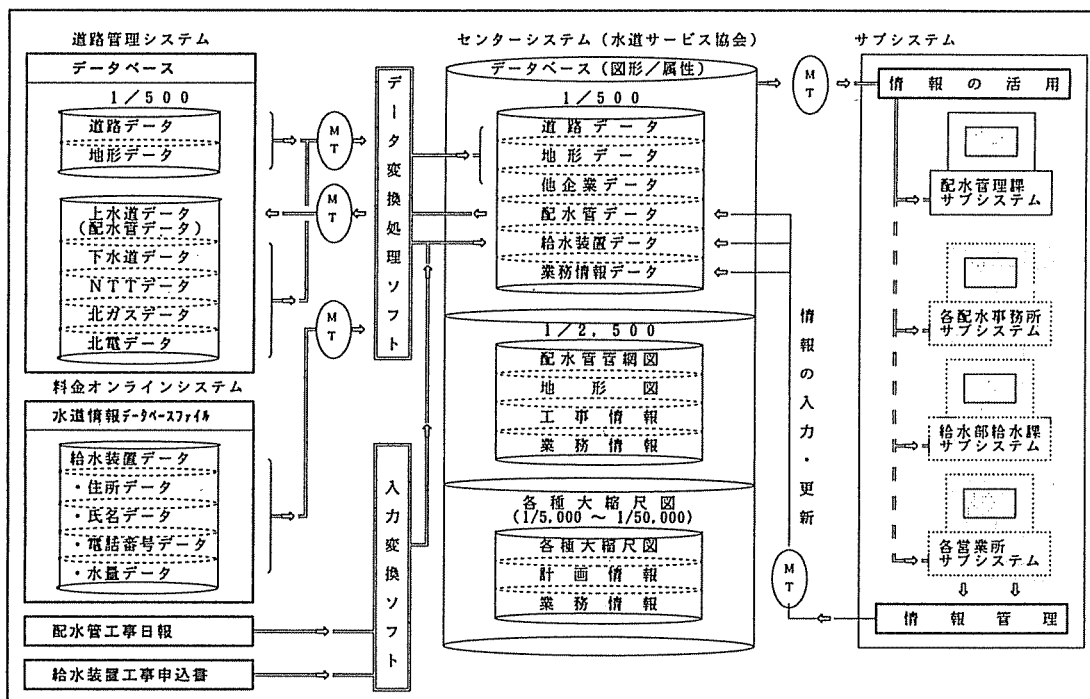 道路管理システム
データベース
1/500
道路データ
地形データ
上水道データ
(配水管データ)
下水道データ
NTTデータ
北ガスデータ
北電データ
料金オンラインシステム
水道情報データベースファイル
給水装置データ
・住所データ
・氏名データ
・電話番号データ
・水量データ
配水管工事日報
給水装置工事申込書
MT
MT
MT
データ変換処理ソフト
入力変換ソフト
センターシステム(水道サービス協会)
データベース(図形/属性)
1/500
道路データ
地形データ
他企業データ
配水管データ
給水装置データ
業務情報データ
1/2,500
配水管管網図
地形図
工事情報
業務情報
各種大縮尺図
(1/5,000 ~ 1/50,000)
各種大縮尺図
計画情報
業務情報
MT
情報の入力・更新
MT
サブシステム
情報の活用
配水管理課
サブシステム
各配水事務所
サブシステム
給水部給水課
サブシステム
各営業所
サブシステム
情報管理